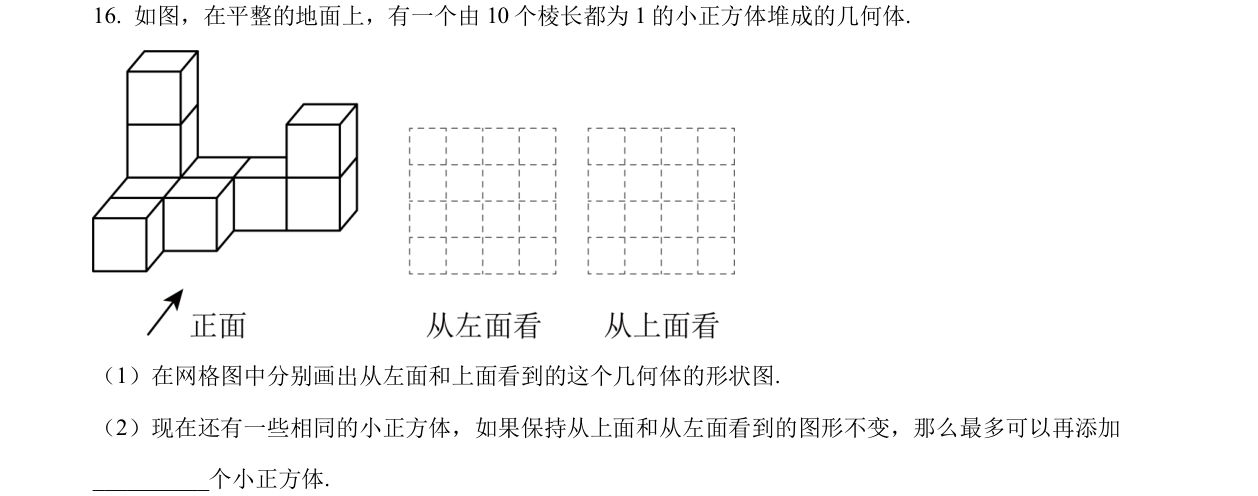 16. 如图，在平整的地面上，有一个由 10 个棱长都为 1 的小正方体堆成的几何体.
正面
从左面看
从上面看
（1）在网格图中分别画出从左面和上面看到的这个几何体的形状图.
（2）现在还有一些相同的小正方体，如果保持从上面和从左面看到的图形不变，那么最多可以再添加
__________个小正方体.